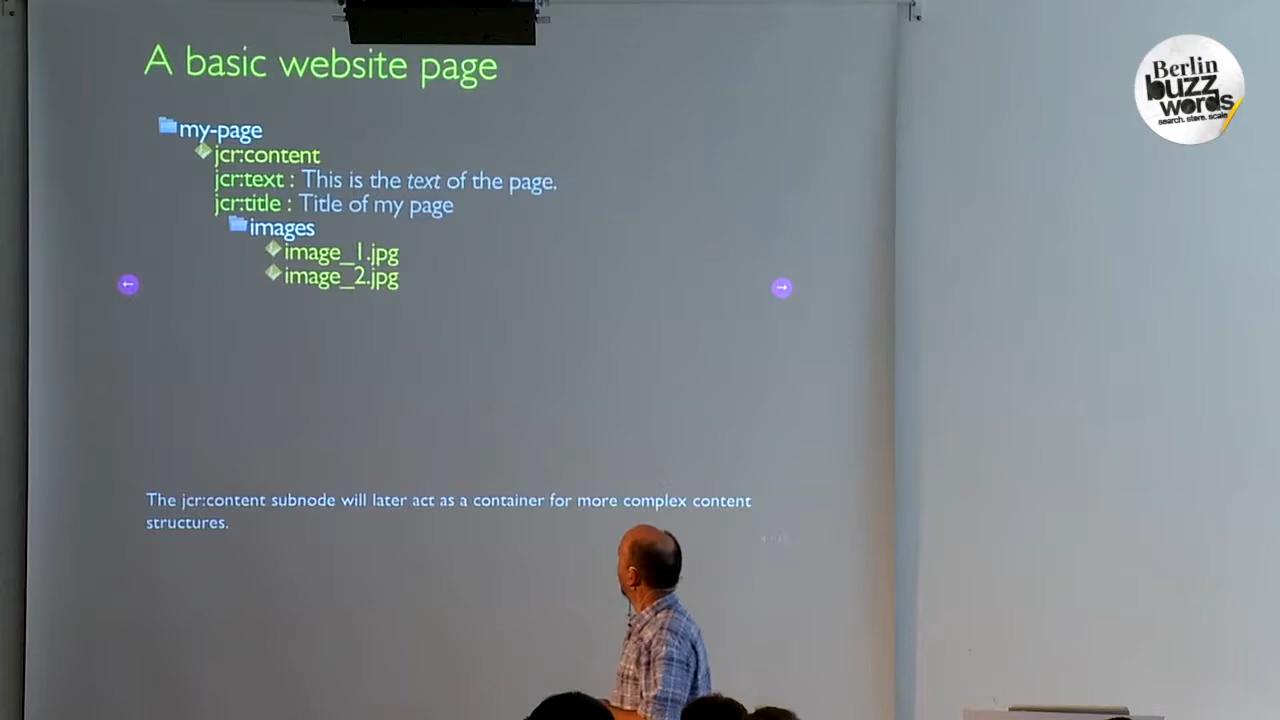 A basic website page
my-page
jcr:content
jcr:text : This is the text of the page.
jcr:title : Title of my page
images
image_1.jpg
image_2.jpg
The jcr:content subnode will later act as a container for more complex content
structures.
Berlin
buzz
words
search. store. scale